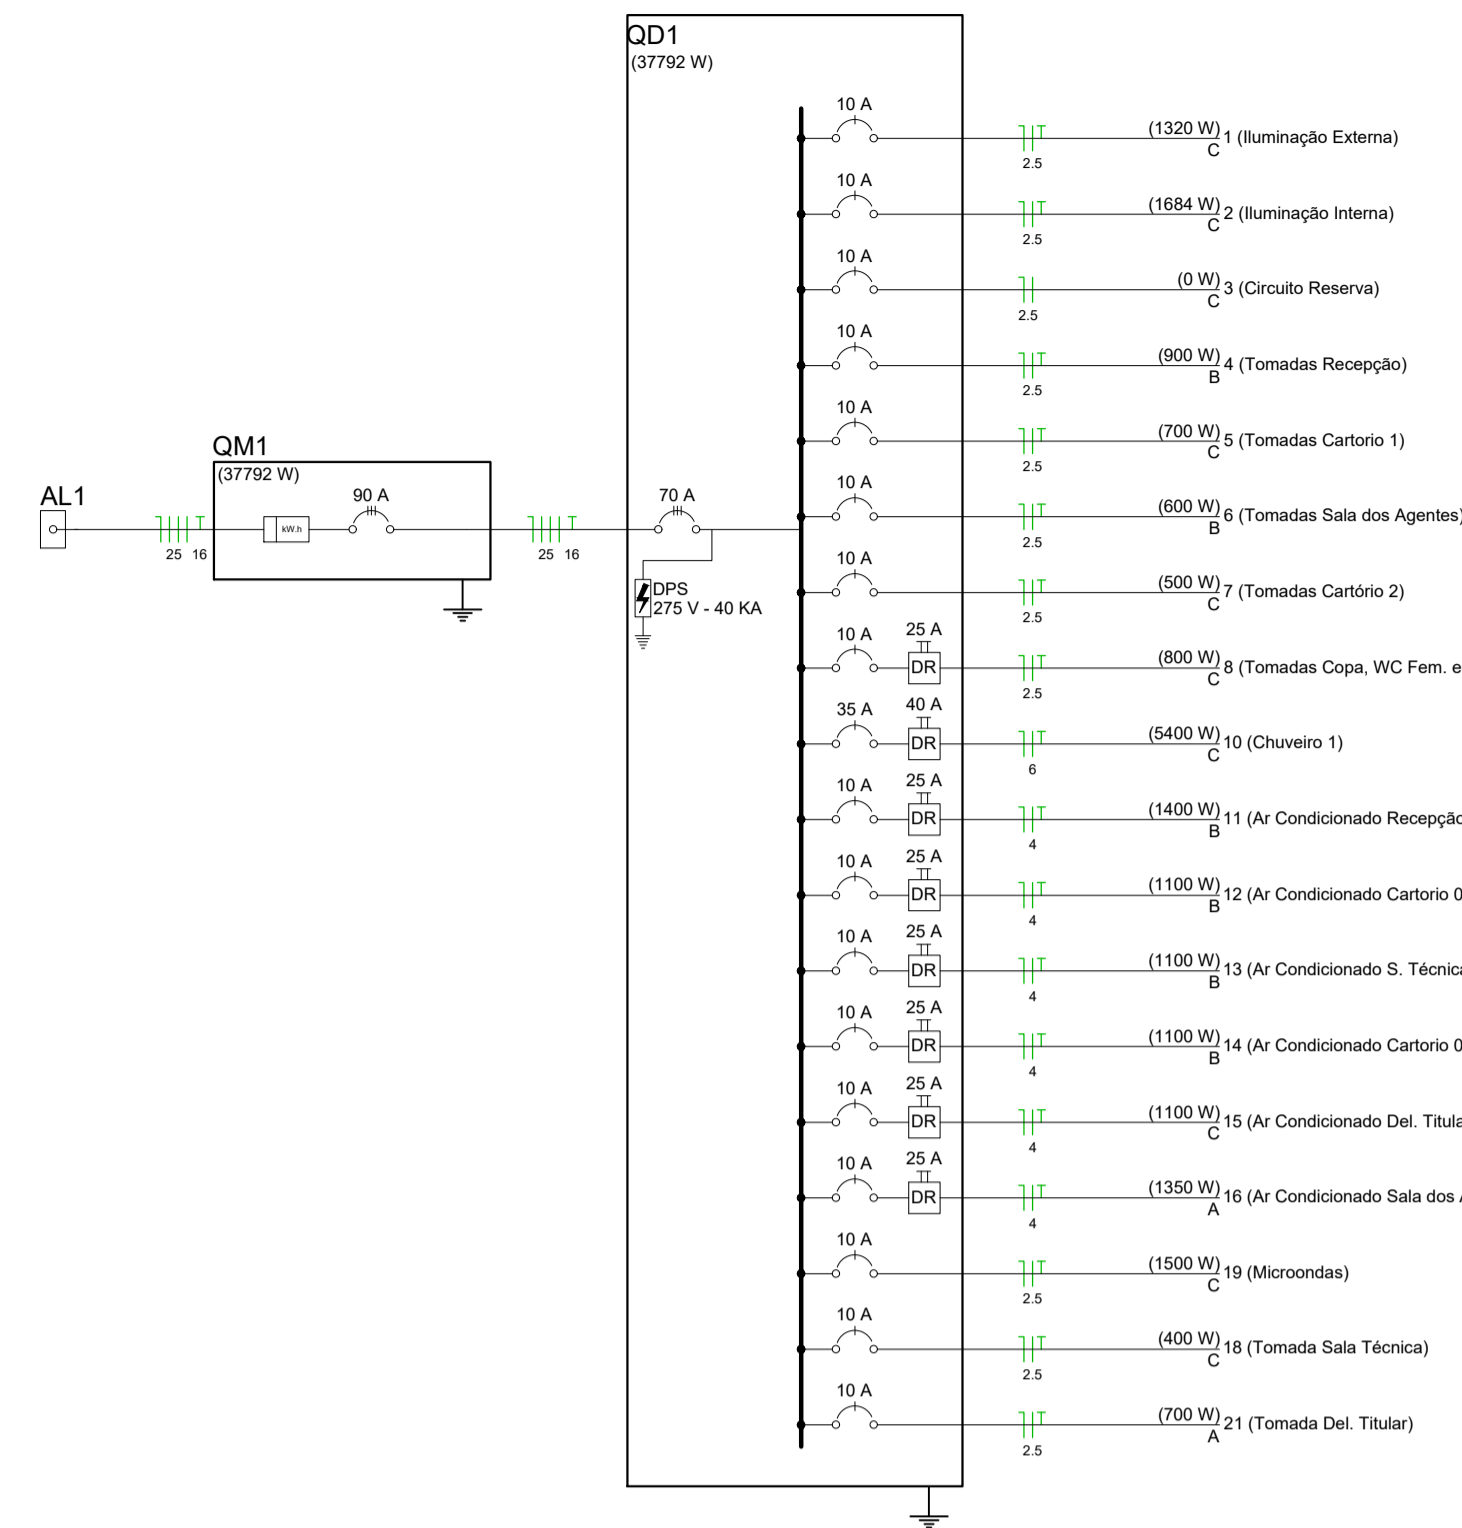 QD1
(37792 W)
10 A
(1320 W)
1 (Iluminação Externa)
C
2.5
10 A
(1684 W)
2 (Iluminação Interna)
C
2.5
10 A
(0 W)
3 (Circuito Reserva)
C
2.5
10 A
(900 W)
4 (Tomadas Recepção)
B
2.5
10 A
(700 W)
5 (Tomadas Cartorio 1)
C
2.5
QM1
(37792 W)
AL1
90 A
kW.h
25 16
25 16
70 A
DPS
275 V - 40 KA
10 A
(600 W)
6 (Tomadas Sala dos Agentes)
B
2.5
10 A
(500 W)
7 (Tomadas Cartório 2)
C
2.5
10 A
25 A
DR
(800 W)
8 (Tomadas Copa, WC Fem. e
C
2.5
35 A
40 A
DR
(5400 W)
10 (Chuveiro 1)
C
6
10 A
25 A
DR
(1400 W)
11 (Ar Condicionado Recepção
B
4
10 A
25 A
DR
(1100 W)
12 (Ar Condicionado Cartorio 0
B
4
10 A
25 A
DR
(1100 W)
13 (Ar Condicionado S. Técnica
B
4
10 A
25 A
DR
(1100 W)
14 (Ar Condicionado Cartorio 0
B
4
10 A
25 A
DR
(1100 W)
15 (Ar Condicionado Del. Titula
C
4
10 A
25 A
DR
(1350 W)
16 (Ar Condicionado Sala dos
A
4
10 A
(1500 W)
19 (Microondas)
C
2.5
10 A
(400 W)
18 (Tomada Sala Técnica)
C
2.5
10 A
(700 W)
21 (Tomada Del. Titular)
A
2.5